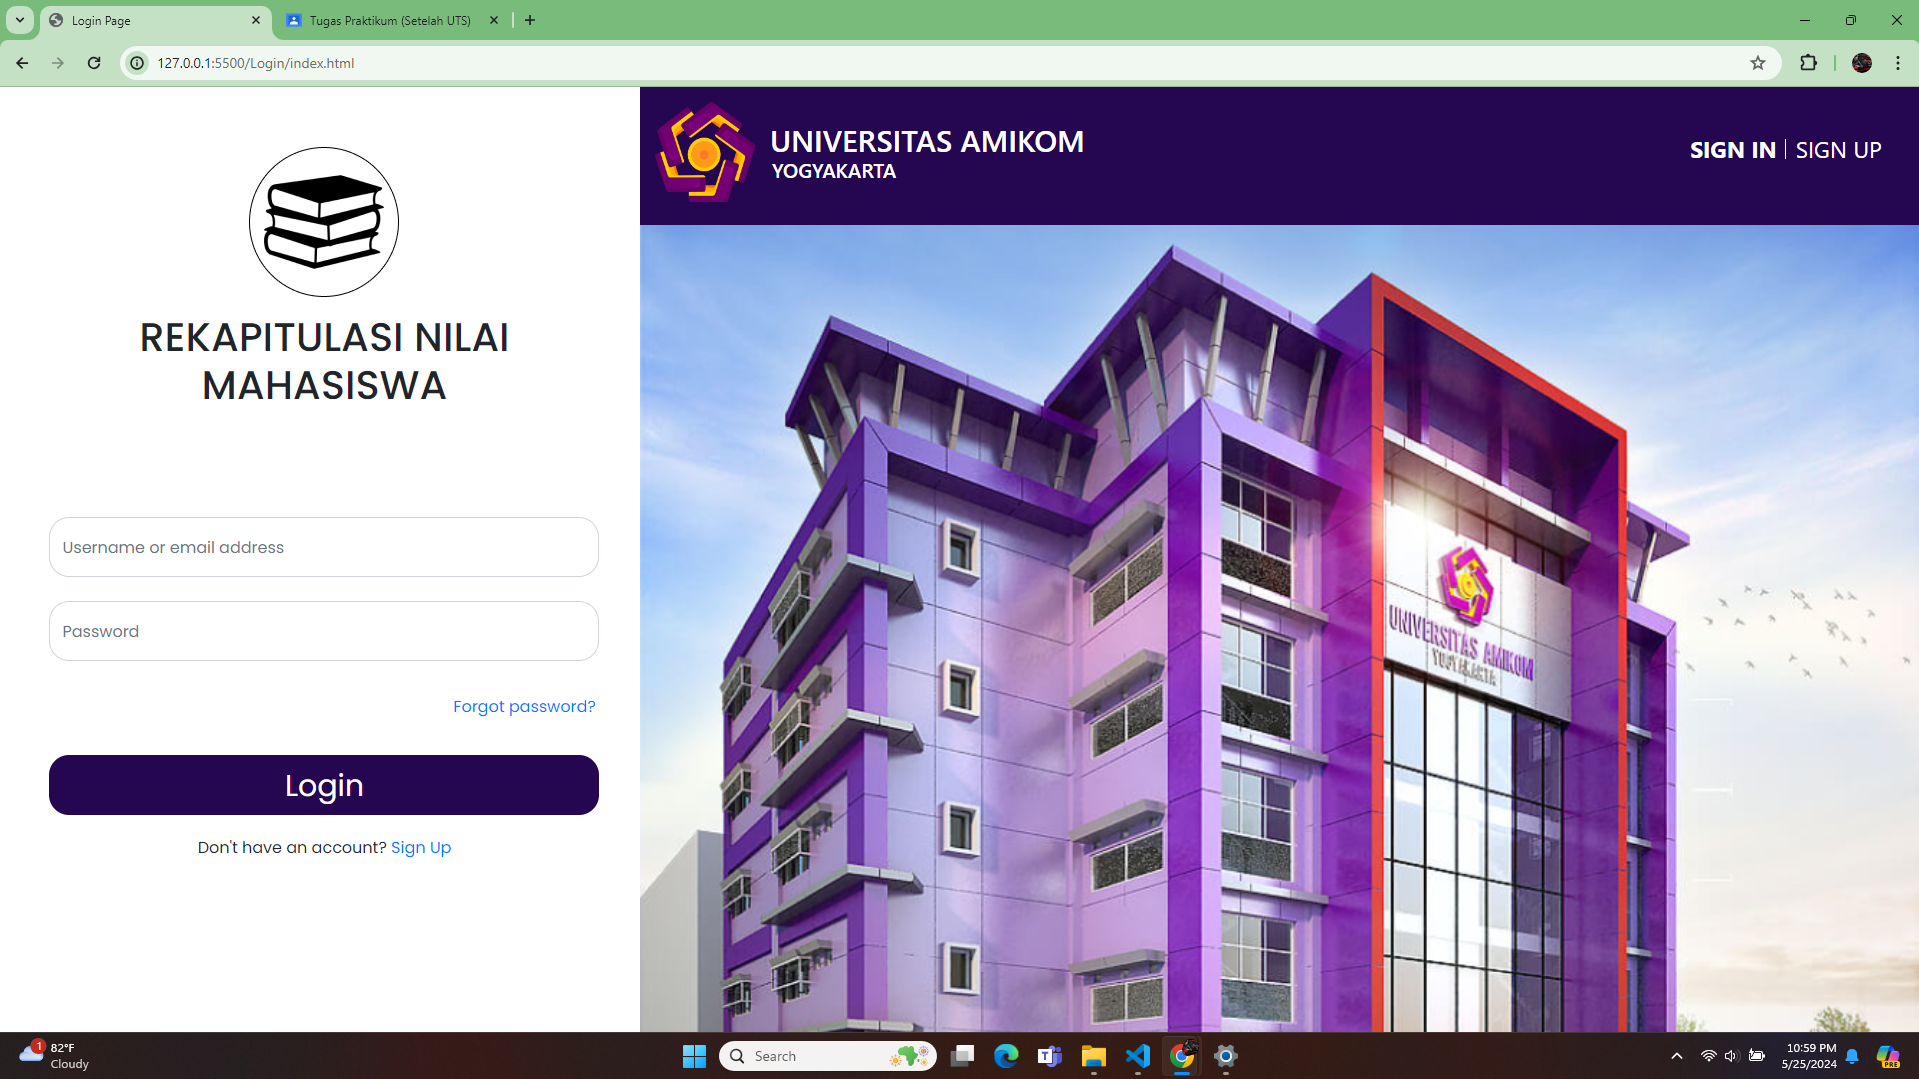 Login Page
Tugas Praktikum (Setelah UTS)
127.0.0.1:5500/Login/index.html
REKAPITULASI NILAI
MAHASISWA
Username or email address
Password
Forgot password?
Login
Don't have an account? Sign Up
UNIVERSITAS AMIKOM
YOGYAKARTA
SIGN IN | SIGN UP
UNIVERSITAS AMIKOM
YOGYAKARTA
1
82°F
Cloudy
Search
T
PRE
10:59 PM
5/25/2024